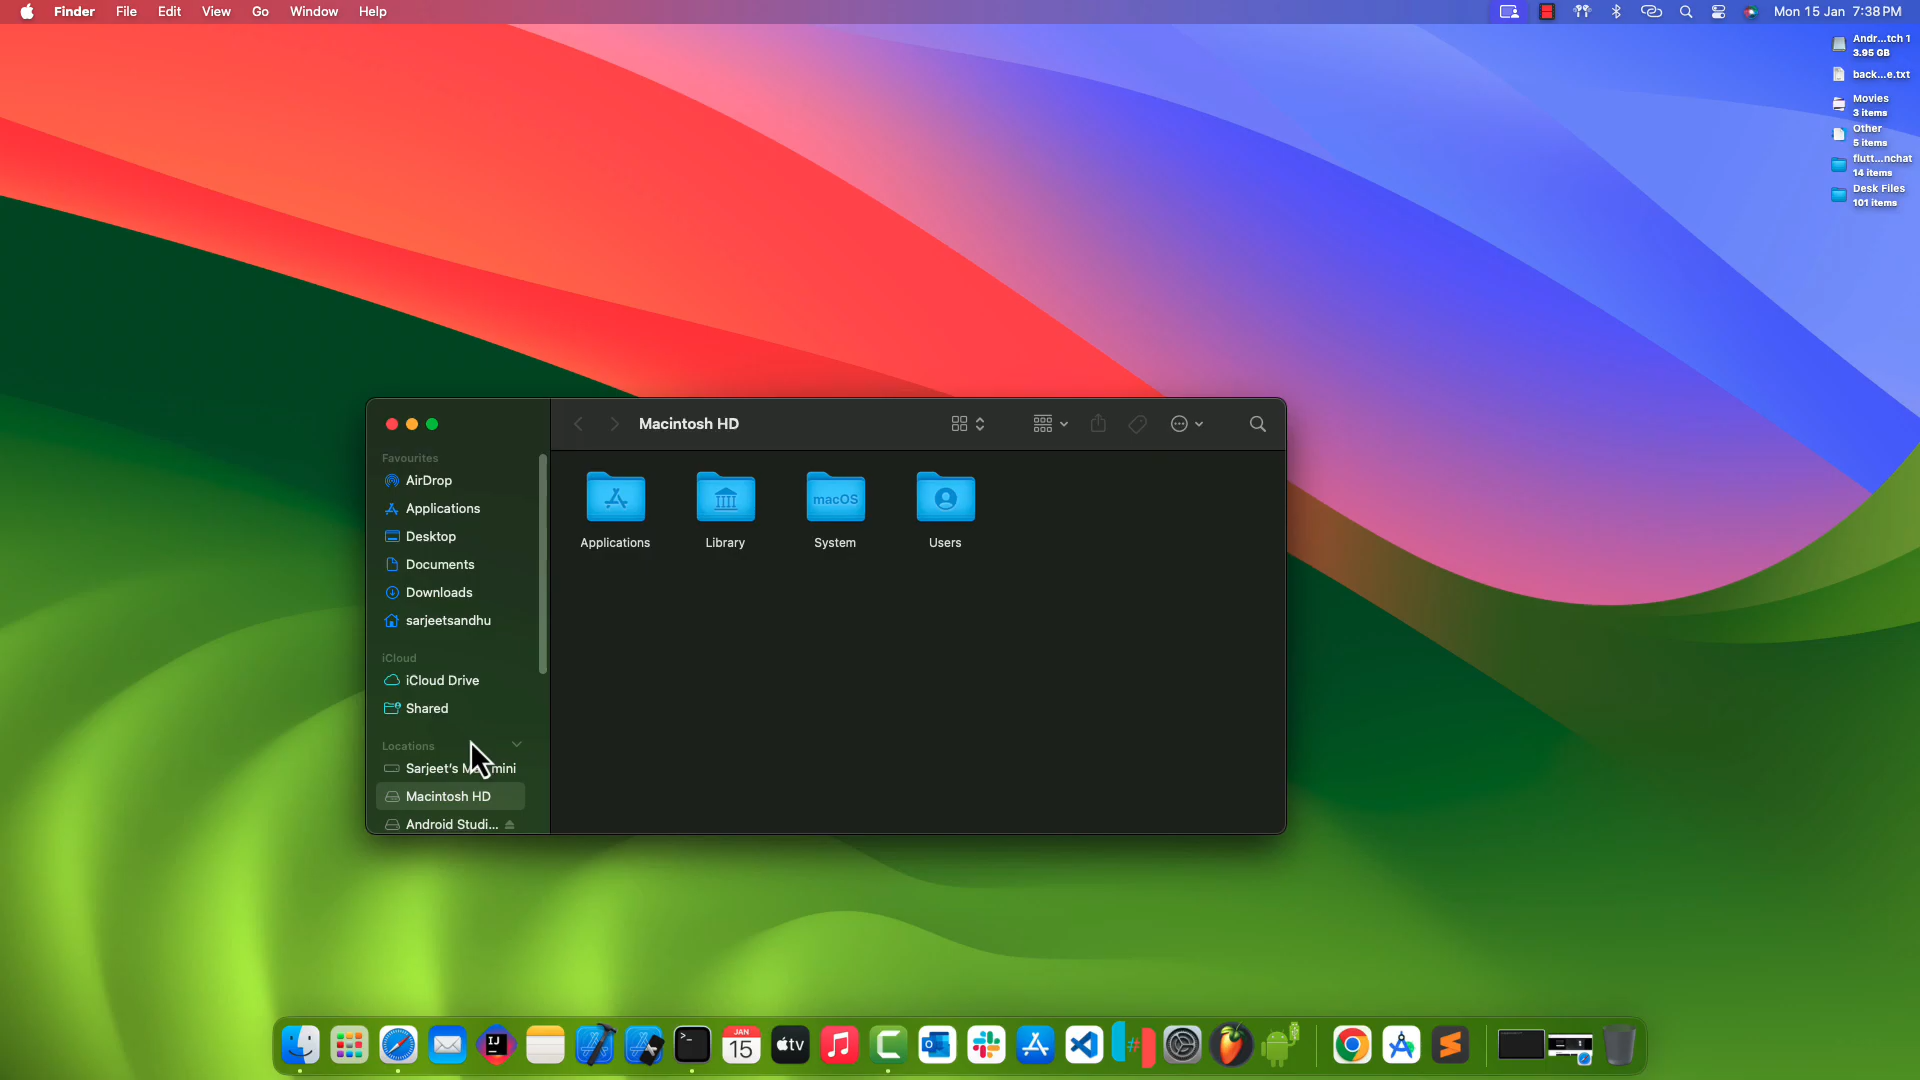 Finder File Edit View Go Window Help
Mon 15 Jan 7:38 PM
Andr...tch 1
3.95 GB
back...e.txt
Movies
3 items
Other
5 items
flutt...nchat
14 items
Desk Files
101 items
Macintosh HD
Favourites
AirDrop
Applications
Desktop
Documents
Downloads
sarjeetsandhu
iCloud
iCloud Drive
Shared
Locations
Sarjeet's M mini
Macintosh HD
Android Studi...
macOS
Applications Library System Users
IJ
>_
JAN
15
tv
#